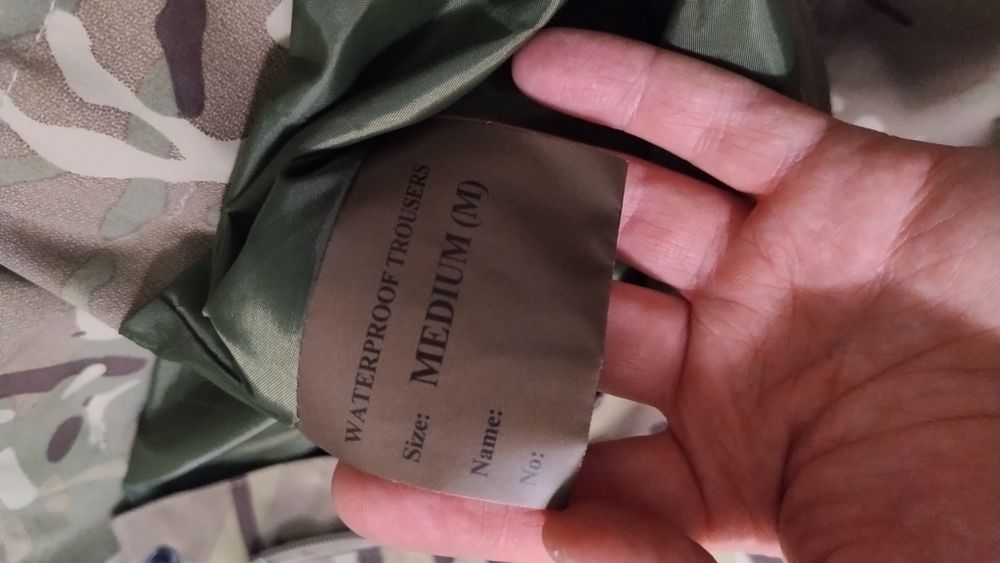 WATERPROOF TROUSERS
Size: MEDIUM (M)
Name:
No: